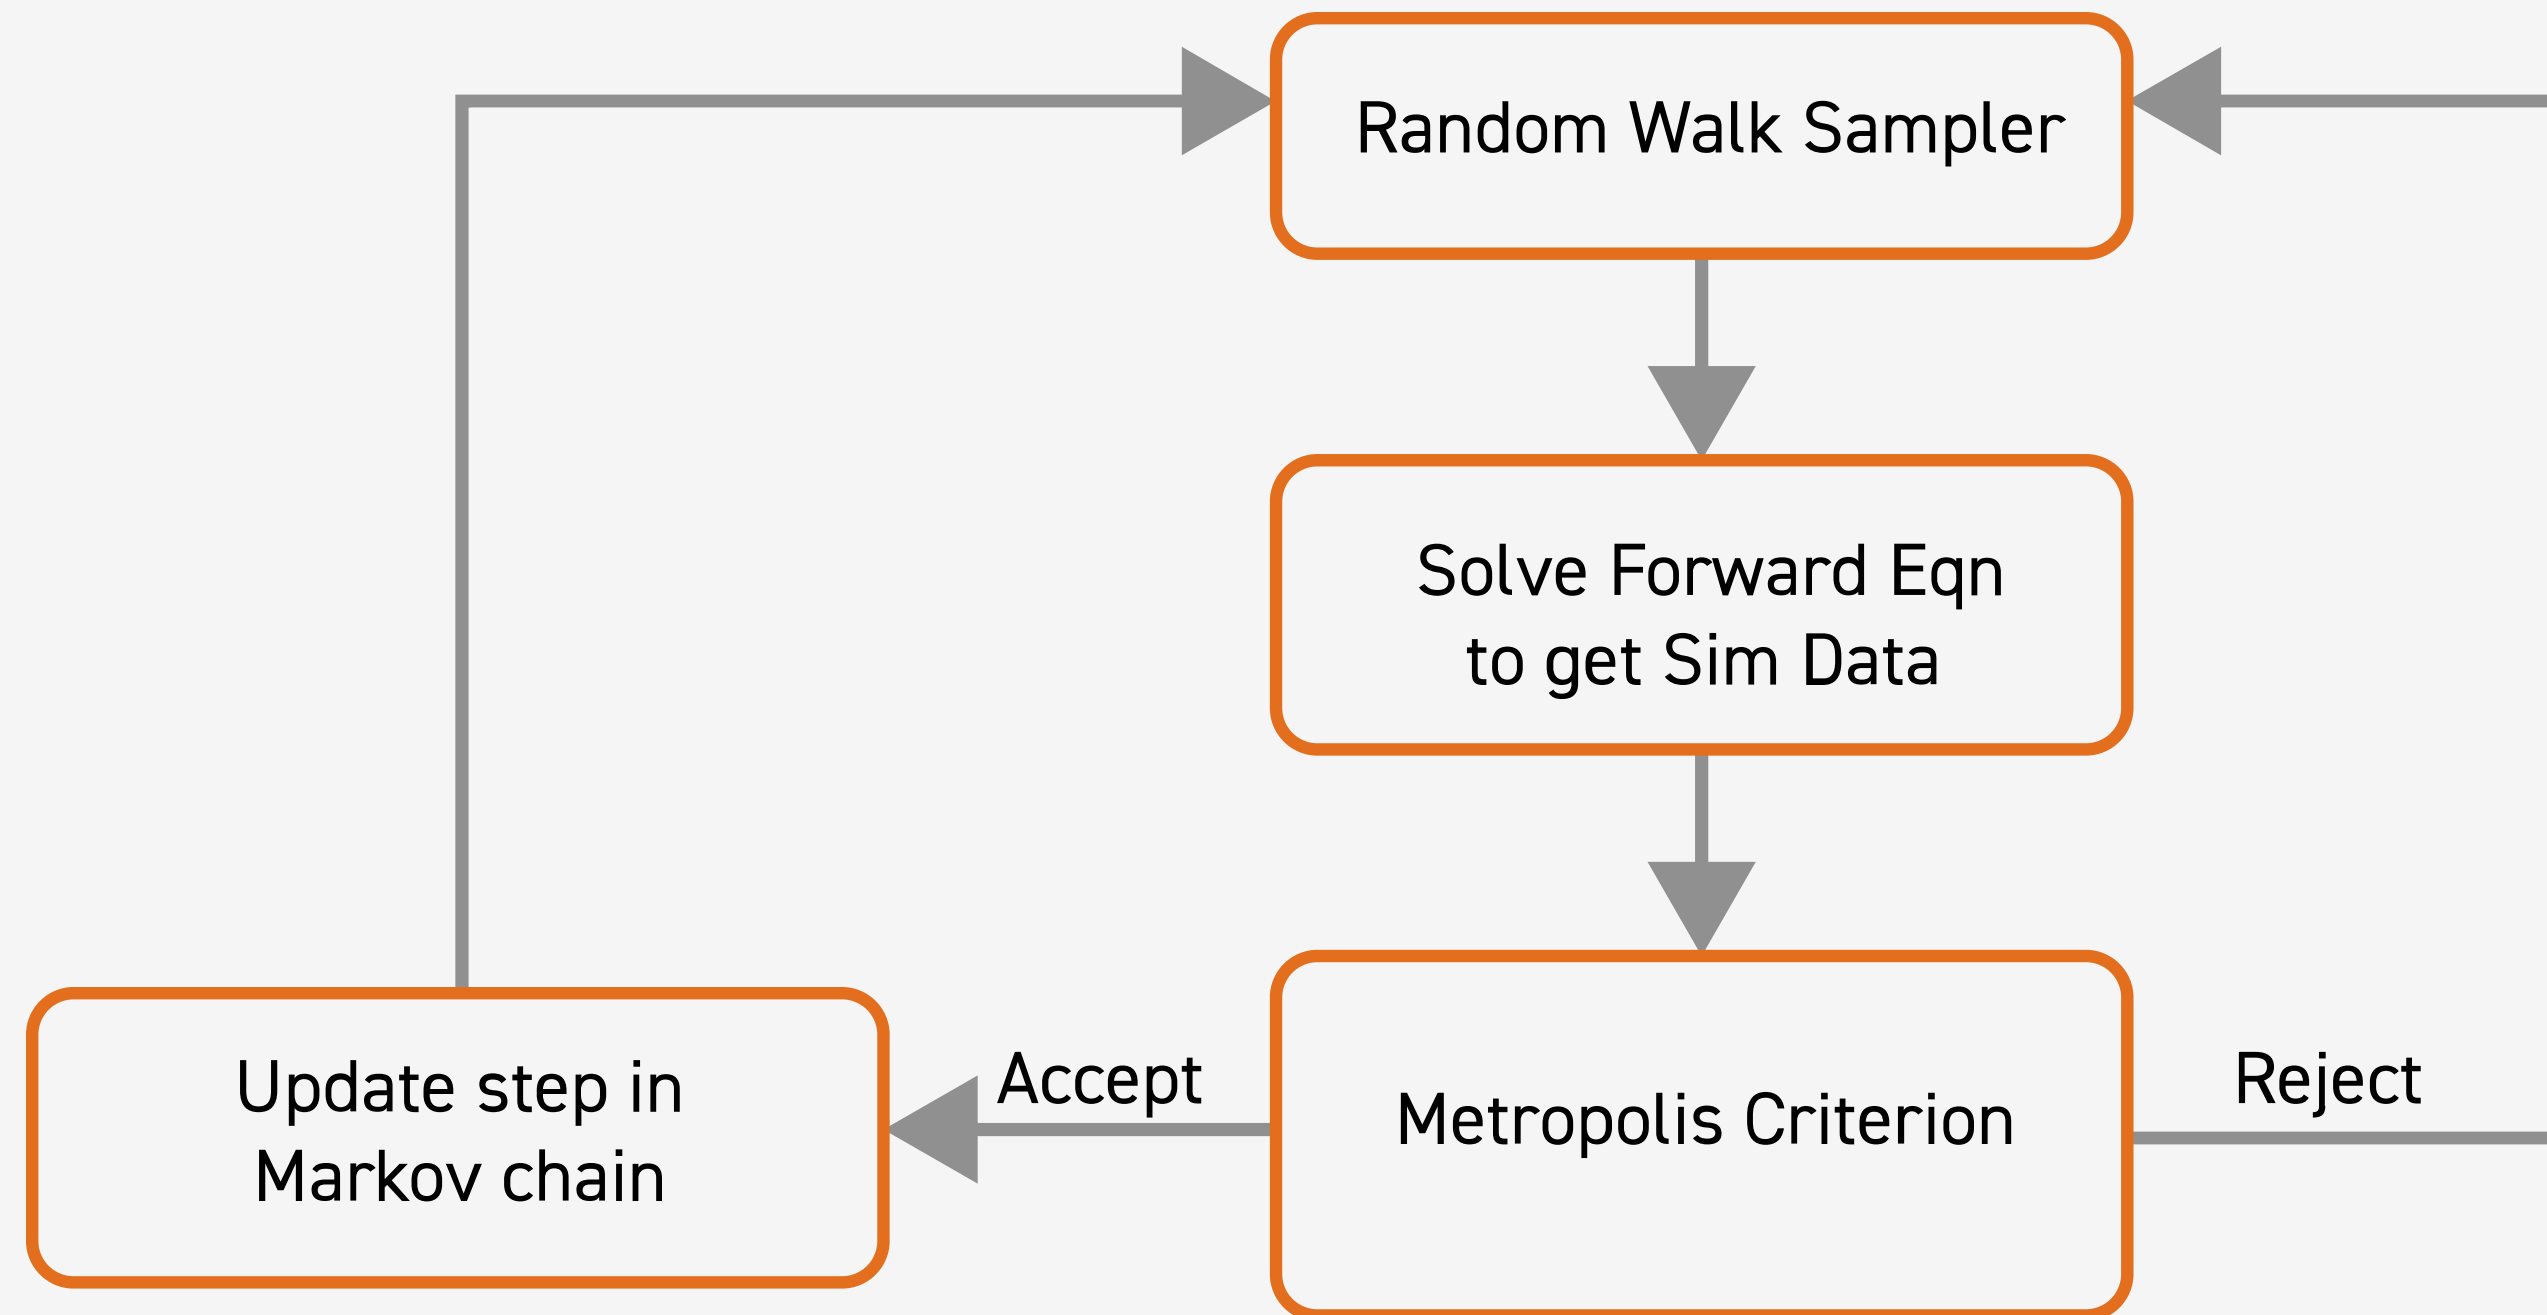 Random Walk Sampler
Solve Forward Eqn
to get Sim Data
Update step in
Markov chain
Accept
Metropolis Criterion
Reject